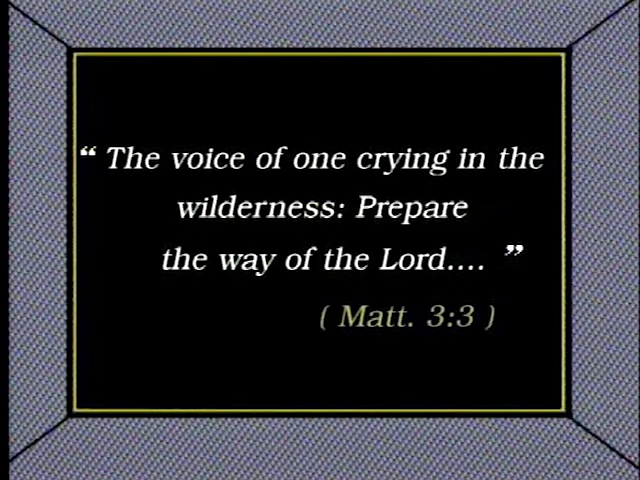 “ The voice of one crying in the
wilderness: Prepare
the way of the Lord.... ”
( Matt. 3:3 )